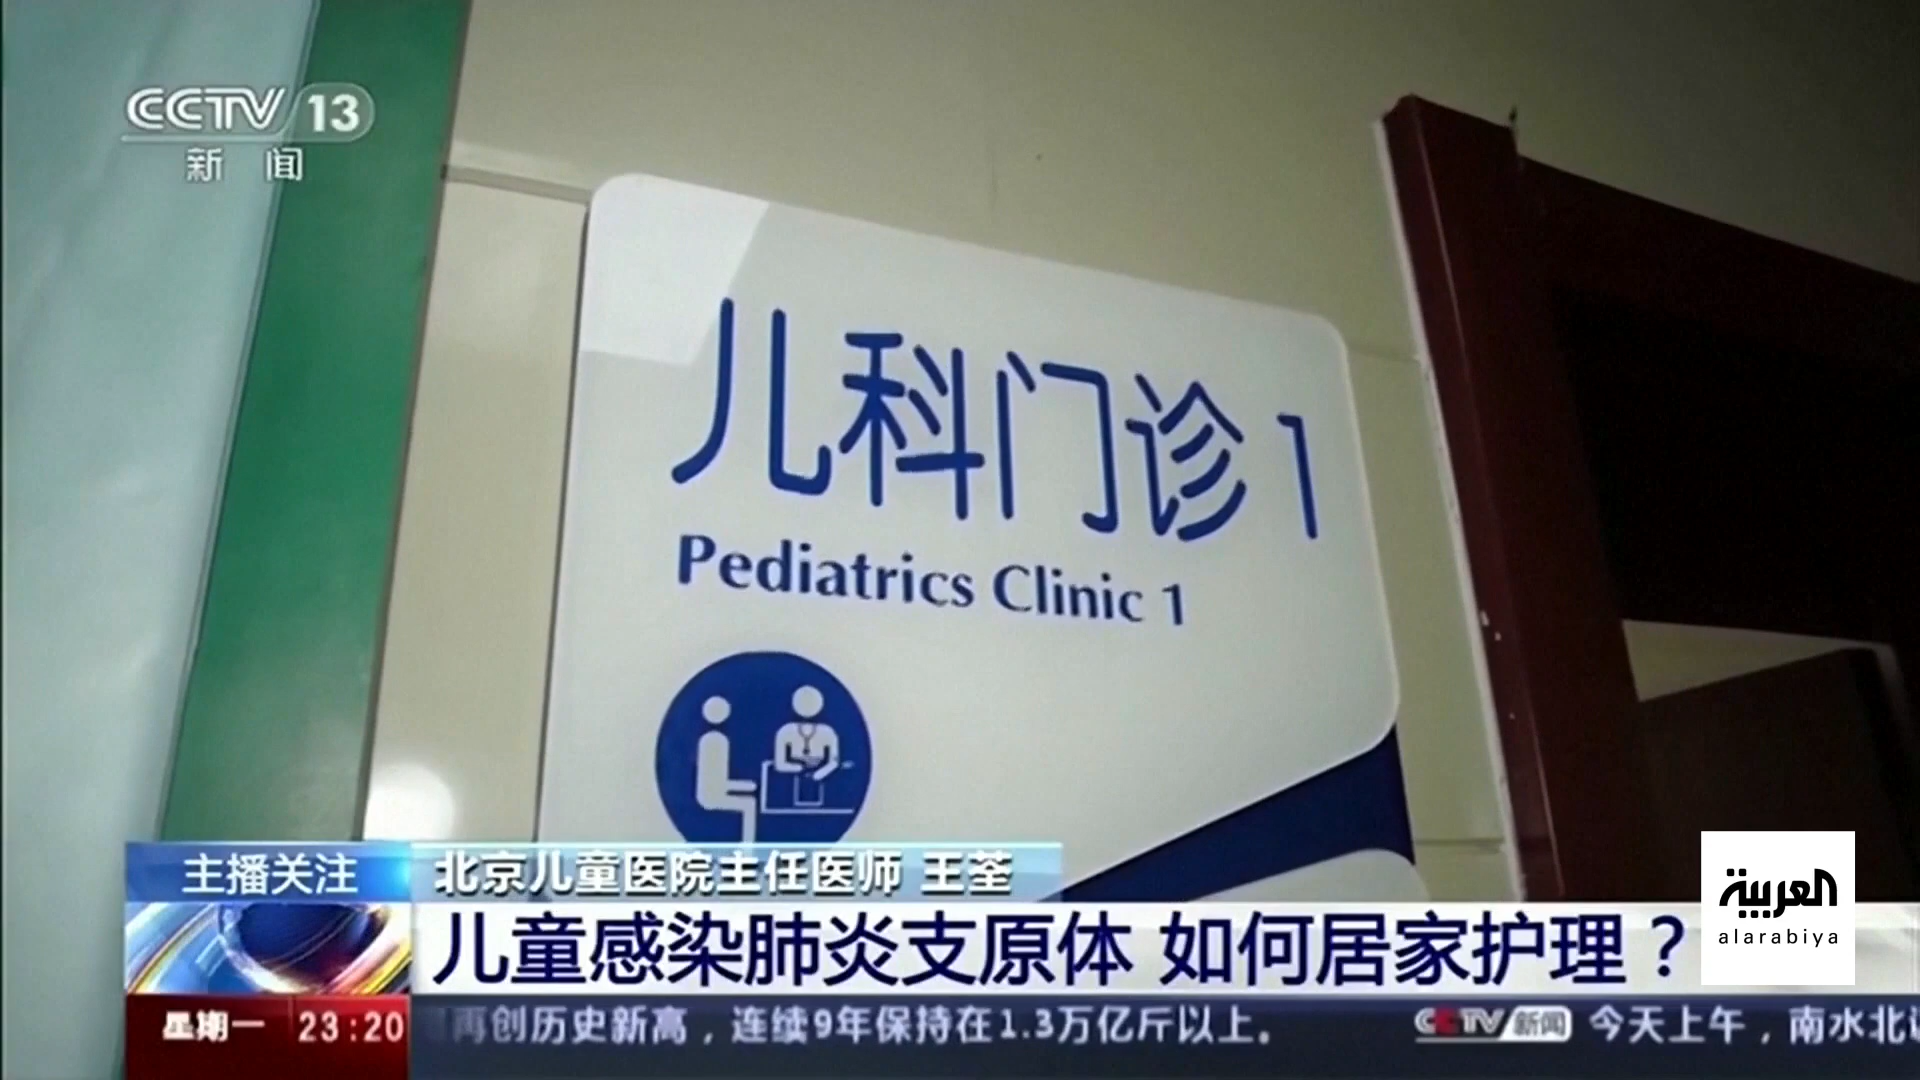 CCTV 13
新闻
儿科门诊1
Pediatrics Clinic 1
主播关注
北京儿童医院主任医师 王荃
儿童感染肺炎支原体 如何居家护理？
العربية
alarabiya
星期一 23:20
再创历史新高，连续9年保持在1.3万亿斤以上。 CCTV新闻 今天上午，南水北